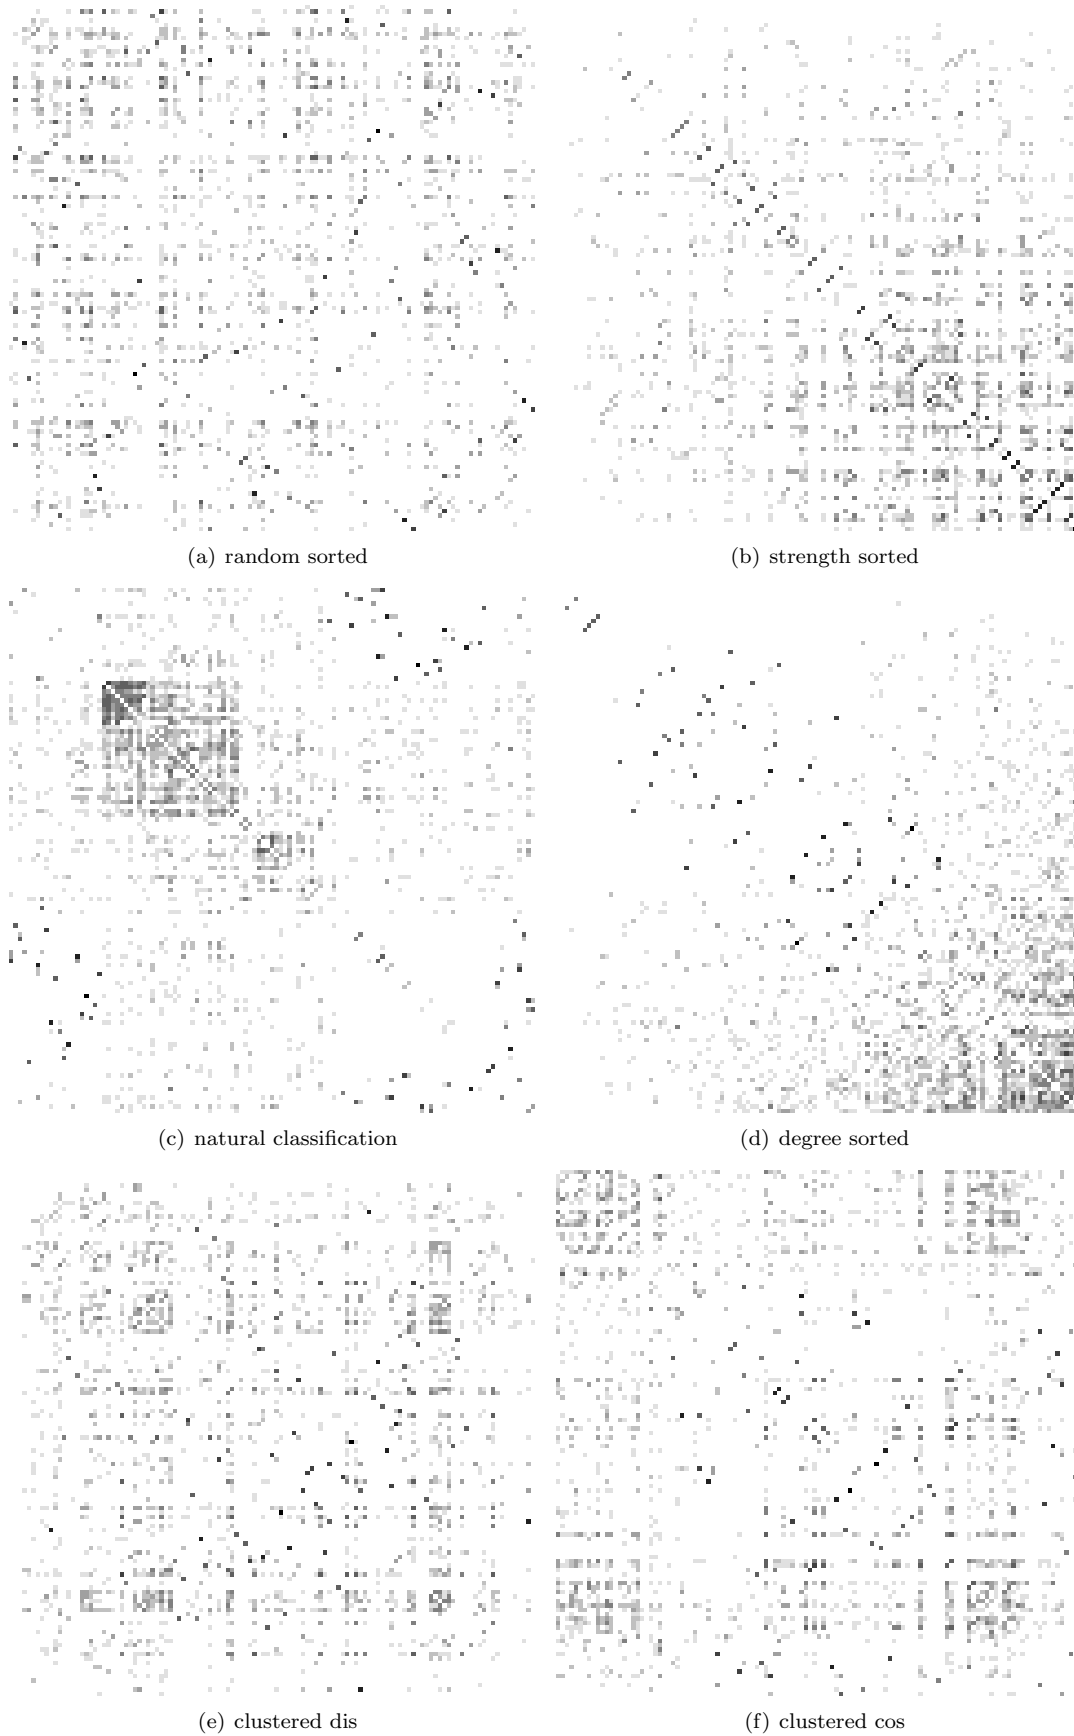 (a) random sorted
(b) strength sorted
(c) natural classification
(d) degree sorted
(e) clustered dis
(f) clustered cos